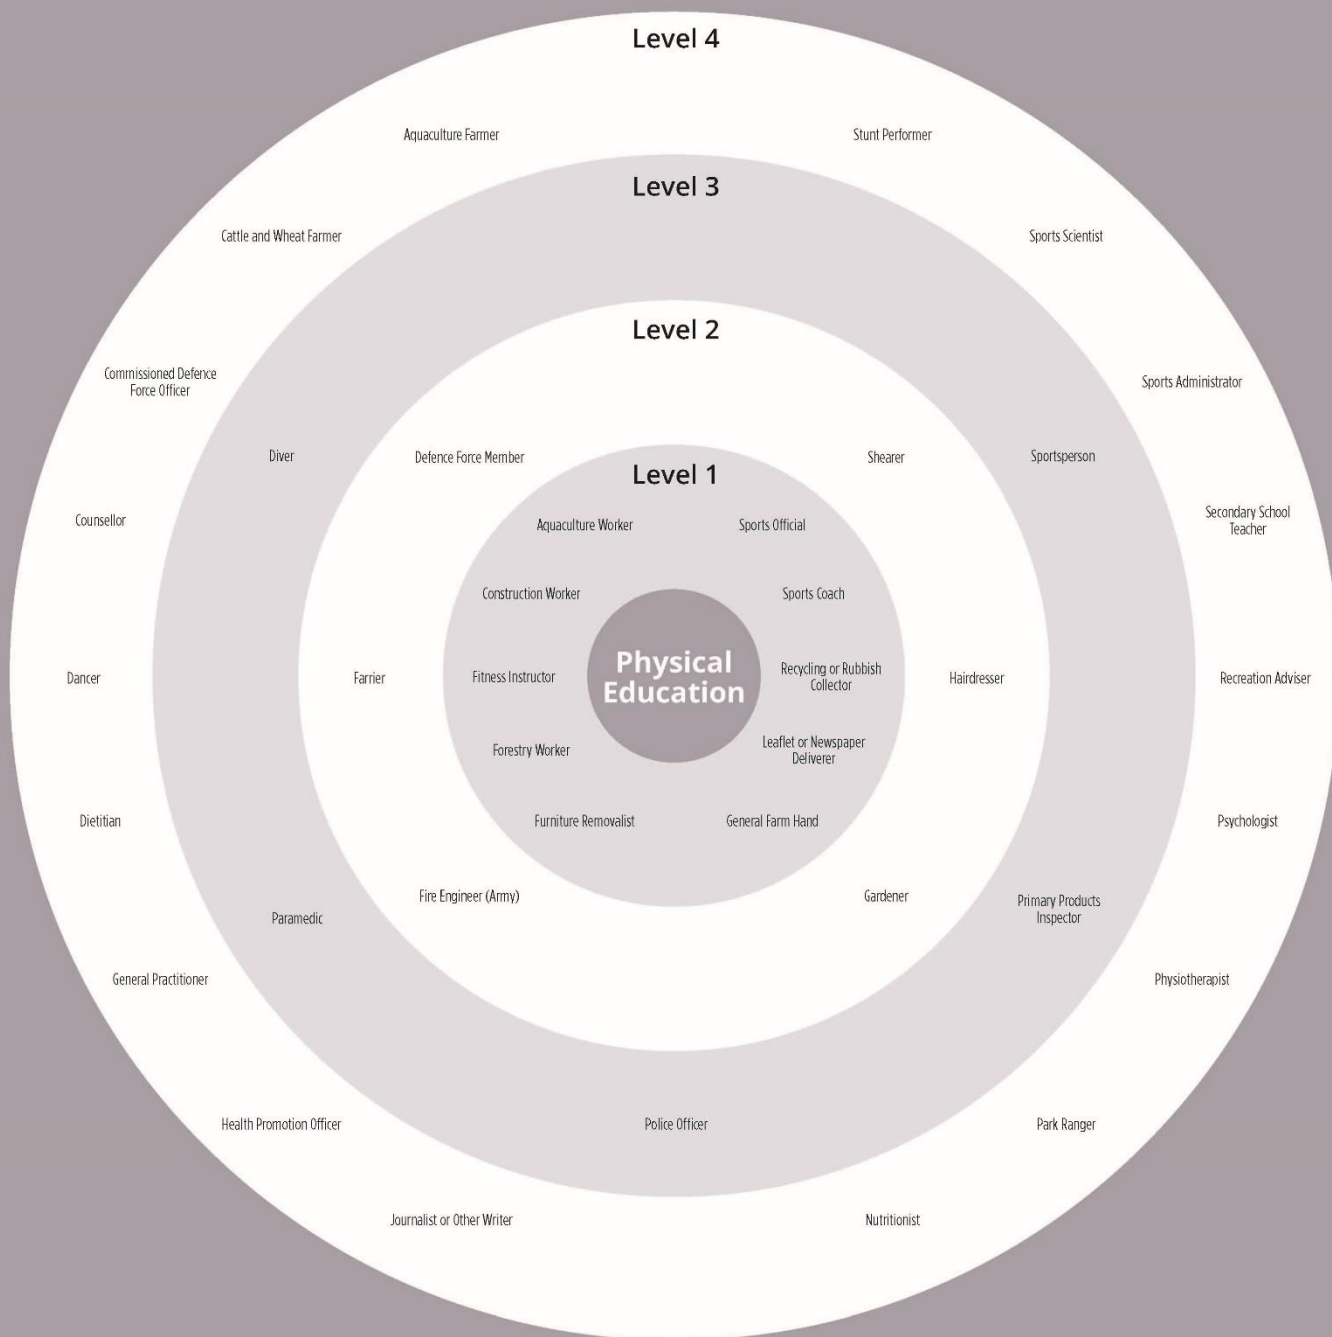 Level 4
Aquaculture Farmer
Stunt Performer
Level 3
Cattle and Wheat Farmer
Sports Scientist
Level 2
Commissioned Defence
Force Officer
Sports Administrator
Diver
Defence Force Member
Shearer
Sportsperson
Level 1
Counsellor
Aquaculture Worker
Sports Official
Secondary School
Teacher
Construction Worker
Sports Coach
Dancer
Farrier
Fitness Instructor
Physical
Education
Recycling or Rubbish
Collector
Hairdresser
Recreation Adviser
Forestry Worker
Leaflet or Newspaper
Deliverer
Dietitian
Furniture Removalist
General Farm Hand
Psychologist
Paramedic
Fire Engineer (Army)
Gardener
Primary Products
Inspector
General Practitioner
Physiotherapist
Health Promotion Officer
Police Officer
Park Ranger
Journalist or Other Writer
Nutritionist